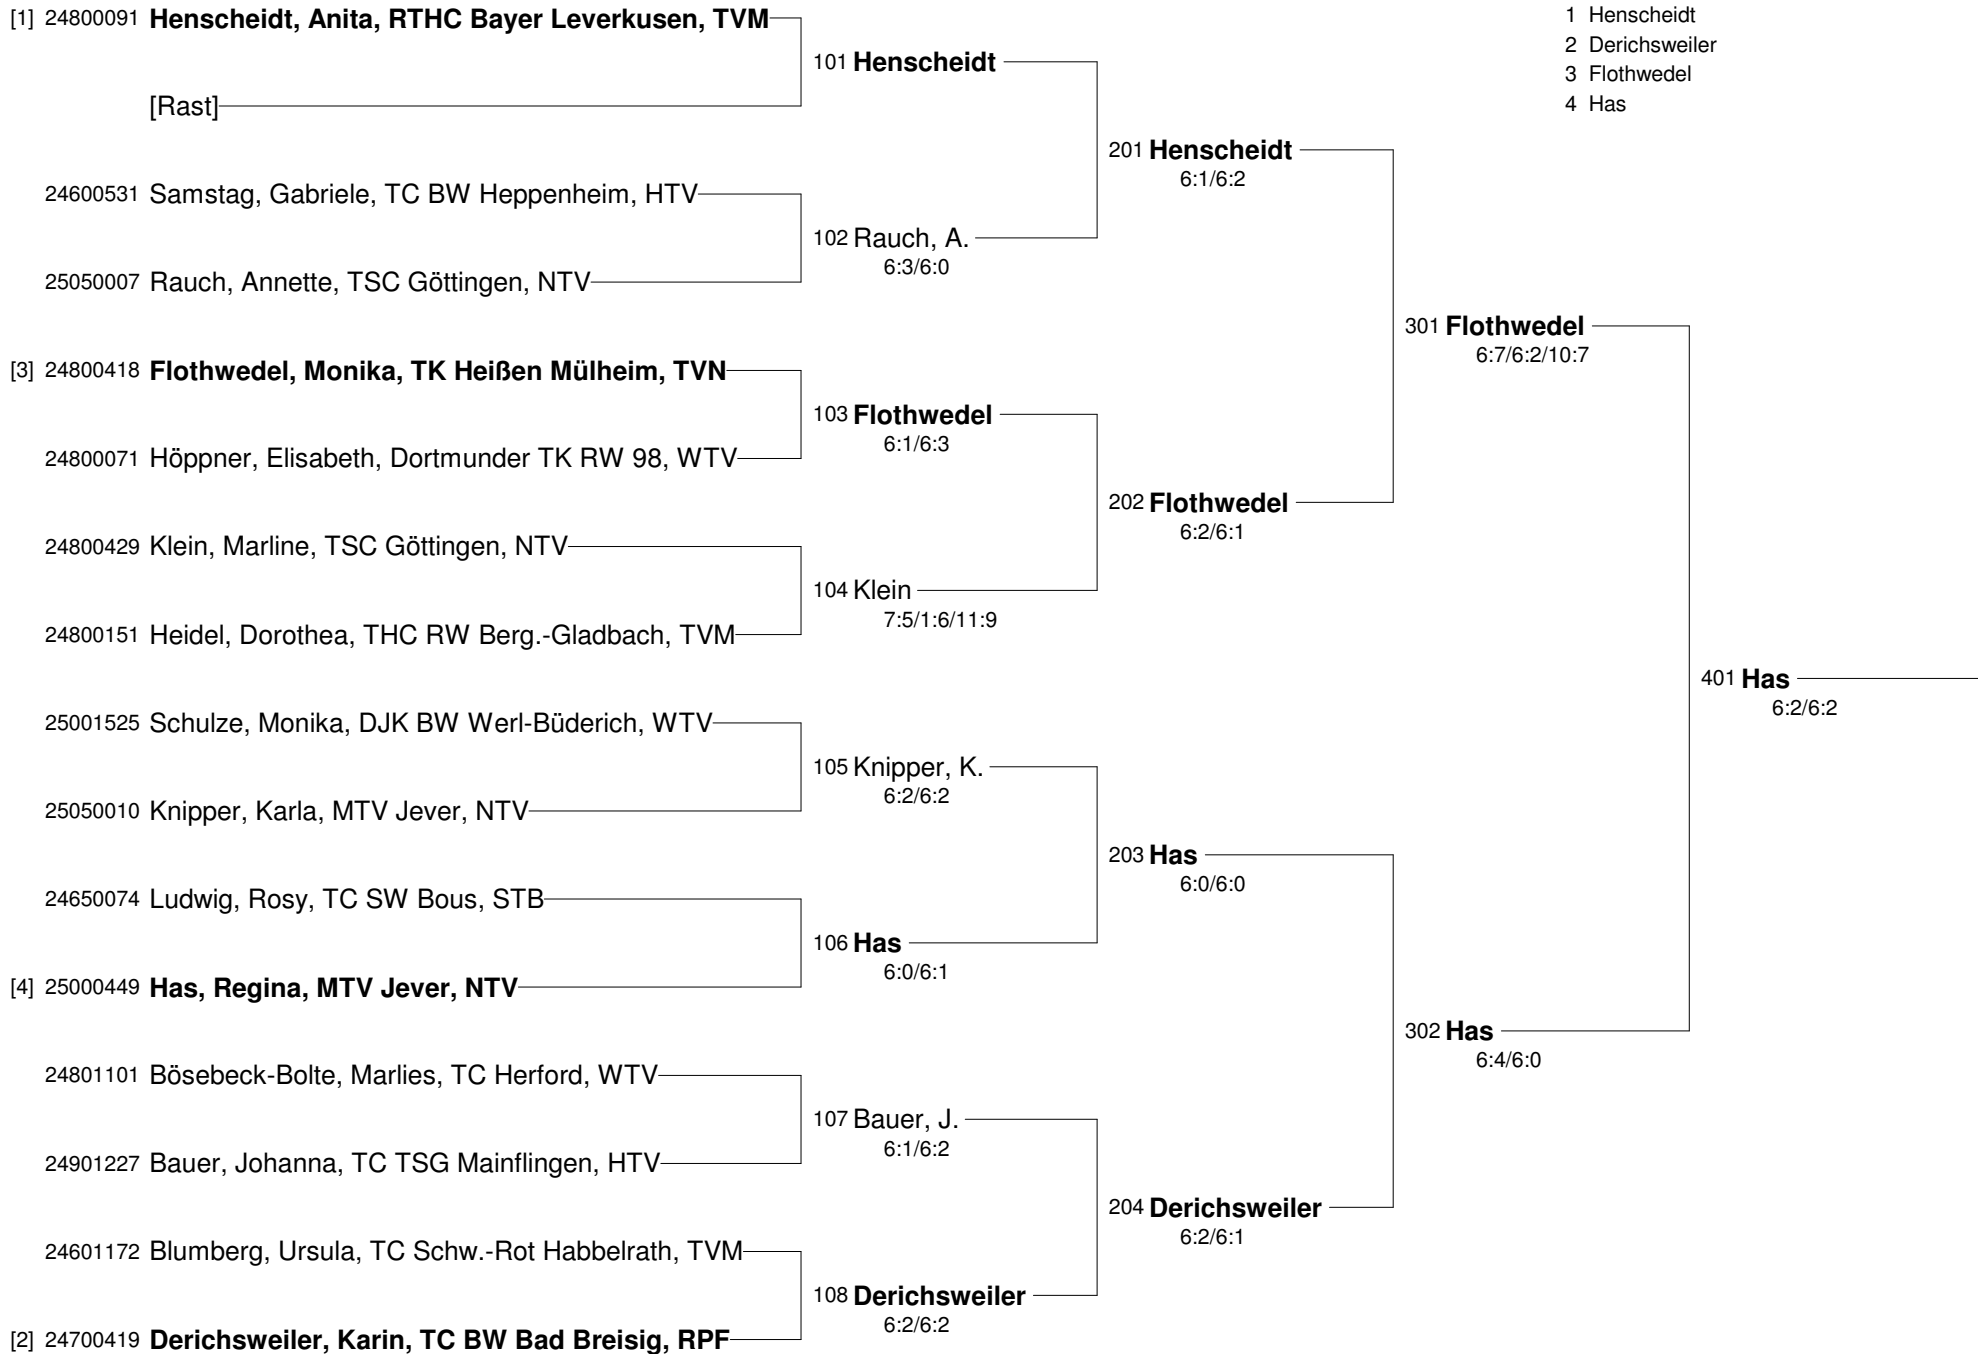 [1] 24800091 Henscheidt, Anita, RTHC Bayer Leverkusen, TVM
1 Henscheidt
2 Derichsweiler
3 Flothwedel
4 Has
101 Henscheidt
[Rast]
201 Henscheidt
6:1/6:2
24600531 Samstag, Gabriele, TC BW Heppenheim, HTV
102 Rauch, A.
6:3/6:0
25050007 Rauch, Annette, TSC Göttingen, NTV
301 Flothwedel
6:7/6:2/10:7
[3] 24800418 Flothwedel, Monika, TK Heißen Mülheim, TVN
103 Flothwedel
6:1/6:3
24800071 Höppner, Elisabeth, Dortmunder TK RW 98, WTV
202 Flothwedel
6:2/6:1
24800429 Klein, Marline, TSC Göttingen, NTV
104 Klein
7:5/1:6/11:9
24800151 Heidel, Dorothea, THC RW Berg.-Gladbach, TVM
401 Has
6:2/6:2
25001525 Schulze, Monika, DJK BW Werl-Büderich, WTV
105 Knipper, K.
6:2/6:2
25050010 Knipper, Karla, MTV Jever, NTV
203 Has
6:0/6:0
24650074 Ludwig, Rosy, TC SW Bous, STB
106 Has
6:0/6:1
[4] 25000449 Has, Regina, MTV Jever, NTV
302 Has
6:4/6:0
24801101 Bösebeck-Bolte, Marlies, TC Herford, WTV
107 Bauer, J.
6:1/6:2
24901227 Bauer, Johanna, TC TSG Mainflingen, HTV
204 Derichsweiler
6:2/6:1
24601172 Blumberg, Ursula, TC Schw.-Rot Habbelrath, TVM
108 Derichsweiler
6:2/6:2
[2] 24700419 Derichsweiler, Karin, TC BW Bad Breisig, RPF